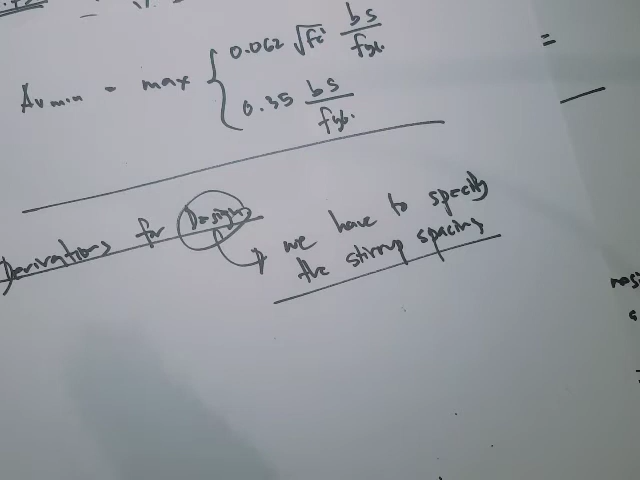 Av min = max { 0.062 √fc' bs/fyt.
0.35 bs/fyt.
=
Derivations for Design
→ we have to specify
the stirrup spacing